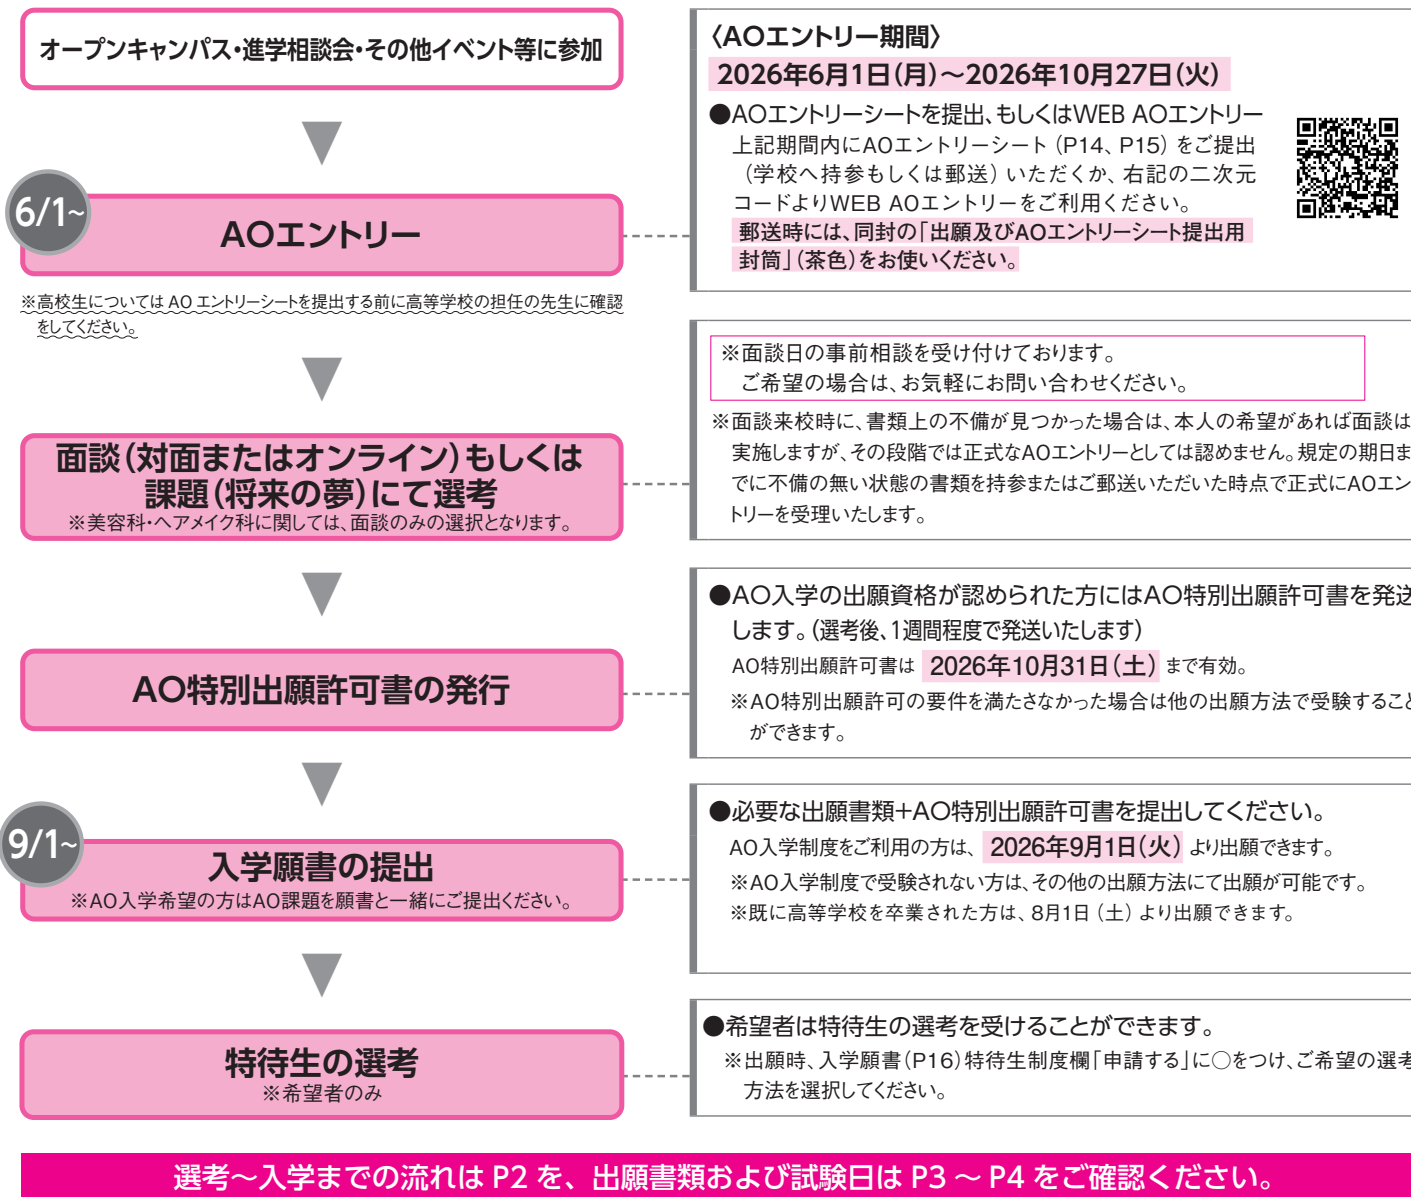 オープンキャンパス・進学相談会・その他イベント等に参加
6/1~
AOエントリー
※高校生については AO エントリーシートを提出する前に高等学校の担任の先生に確認
をしてください。
〈AOエントリー期間〉
2026年6月1日(月)～2026年10月27日(火)
●AOエントリーシートを提出、もしくはWEB AOエントリー
上記期間内にAOエントリーシート(P14、P15)をご提出
(学校へ持参もしくは郵送)いただくか、右記の二次元
コードよりWEB AOエントリーをご利用ください。
郵送時には、同封の「出願及びAOエントリーシート提出用
封筒」(茶色)をお使いください。
面談(対面またはオンライン)もしくは
課題(将来の夢)にて選考
※美容科・ヘアメイク科に関しては、面談のみの選択となります。
※面談日の事前相談を受け付けております。
ご希望の場合は、お気軽にお問い合わせください。
※面談来校時に、書類上の不備が見つかった場合は、本人の希望があれば面談は
実施しますが、その段階では正式なAOエントリーとしては認めません。規定の期日ま
でに不備の無い状態の書類を持参またはご郵送いただいた時点で正式にAOエン
トリーを受理いたします。
AO特別出願許可書の発行
●AO入学の出願資格が認められた方にはAO特別出願許可書を発送
します。(選考後、1週間程度で発送いたします)
AO特別出願許可書は 2026年10月31日(土) まで有効。
※AO特別出願許可の要件を満たさなかった場合は他の出願方法で受験すること
ができます。
9/1~
入学願書の提出
※AO入学希望の方はAO課題を願書と一緒にご提出ください。
●必要な出願書類+AO特別出願許可書を提出してください。
AO入学制度をご利用の方は、 2026年9月1日(火) より出願できます。
※AO入学制度で受験されない方は、その他の出願方法にて出願が可能です。
※既に高等学校を卒業された方は、8月1日(土)より出願できます。
特待生の選考
※希望者のみ
●希望者は特待生の選考を受けることができます。
※出願時、入学願書(P16)特待生制度欄「申請する」に○をつけ、ご希望の選考
方法を選択してください。
選考～入学までの流れは P2 を、出願書類および試験日は P3 ～ P4 をご確認ください。